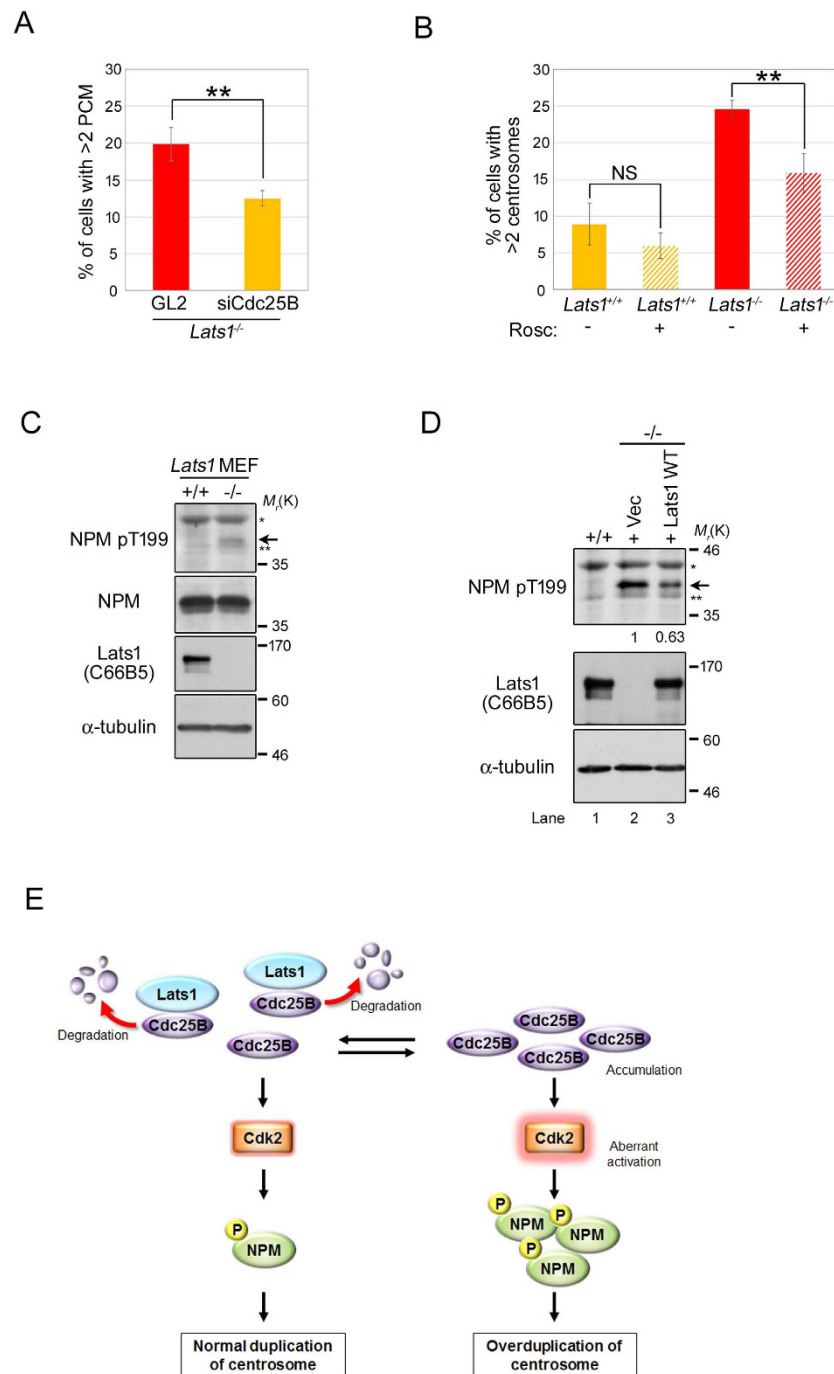 A
**
% of cells with >2 PCM
30
25
20
15
10
5
0
GL2
siCdc25B
Lats1-/-
B
**
NS
% of cells with
>2 centrosomes
30
25
20
15
10
5
0
Lats1+/+
Lats1+/+
Lats1-/-
Lats1-/-
Rosc:
-
+
-
+
C
Lats1 MEF
+/+
-/-
Mr(K)
NPM pT199
*
**
35
NPM
35
Lats1
(C66B5)
170
α-tubulin
60
46
D
-/-
+/+
+ Vec
+ Lats1 WT
Mr(K)
46
NPM pT199
*
**
35
1
0.63
Lats1
(C66B5)
170
α-tubulin
60
46
Lane
1
2
3
E
Lats1
Cdc25B
Degradation
Lats1
Cdc25B
Degradation
Cdc25B
Cdc25B
Cdc25B
Cdc25B
Cdc25B
Accumulation
Cdk2
Cdk2
Aberrant
activation
P
NPM
P
NPM
P
NPM
P
NPM
Normal duplication
of centrosome
Overduplication of
centrosome